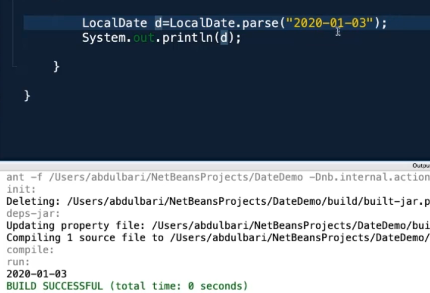 LocalDate d=LocalDate.parse("2020-01-03");
System.out.println(d);
}
}
Output
ant -f /Users/abdulbari/NetBeansProjects/DateDemo -Dnb.internal.action
init:
Deleting: /Users/abdulbari/NetBeansProjects/DateDemo/build/built-jar.p
deps-jar:
Updating property file: /Users/abdulbari/NetBeansProjects/DateDemo/bui
Compiling 1 source file to /Users/abdulbari/NetBeansProjects/DateDemo/
compile:
run:
2020-01-03
BUILD SUCCESSFUL (total time: 0 seconds)